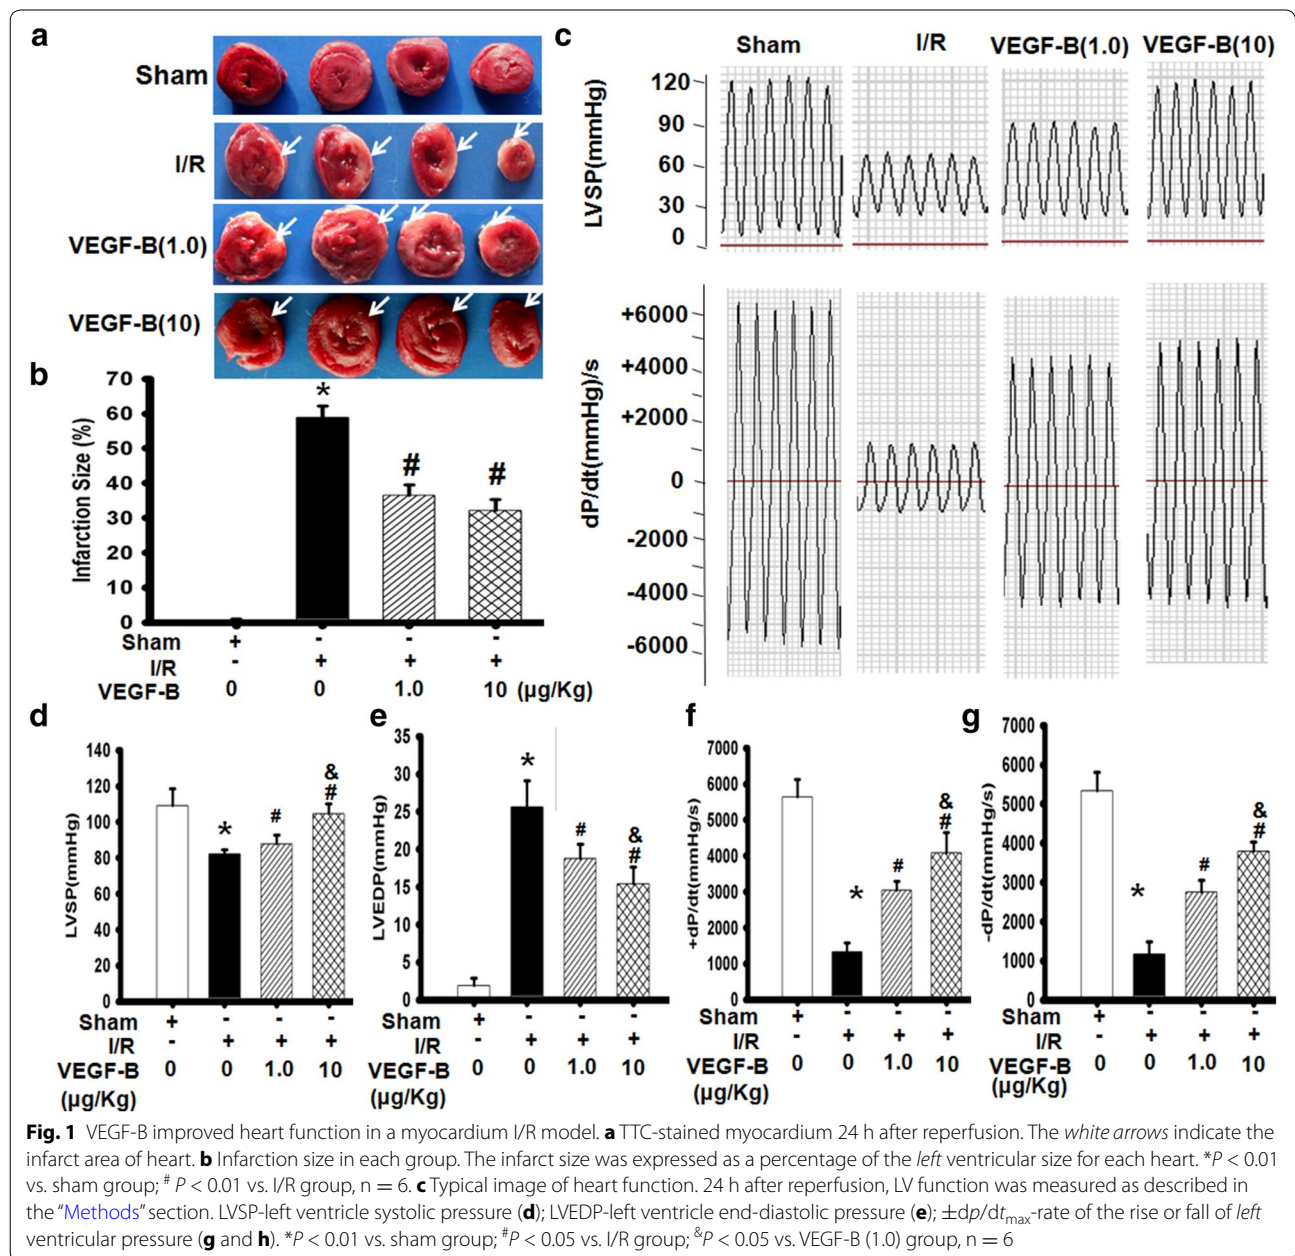 a
Sham
I/R
VEGF-B(1.0)
VEGF-B(10)
b
Infarction Size (%)
70
60
50
40
30
20
10
0
*
#
#
Sham + - - -
I/R - + + +
VEGF-B 0 0 1.0 10 (μg/Kg)
c
Sham I/R VEGF-B(1.0) VEGF-B(10)
LVSP(mmHg)
120
90
60
30
0
dP/dt(mmHg)/s
+6000
+4000
+2000
0
-2000
-4000
-6000
d
LVSP(mmHg)
140
120
100
80
60
40
20
0
*
#
&
#
Sham + - - -
I/R - + + +
VEGF-B 0 0 1.0 10
(μg/Kg)
e
LVEDP(mmHg)
35
30
25
20
15
10
5
0
*
#
&
#
Sham + - - -
I/R - + + +
VEGF-B 0 0 1.0 10
(μg/Kg)
f
+dP/dt(mmHg/s)
7000
6000
5000
4000
3000
2000
1000
0
*
#
&
#
Sham + - - -
I/R - + + +
VEGF-B 0 0 1.0 10
(μg/Kg)
g
-dP/dt(mmHg/s)
7000
6000
5000
4000
3000
2000
1000
0
*
#
&
#
Sham + - - -
I/R - + + +
VEGF-B 0 0 1.0 10
(μg/Kg)
Fig. 1 VEGF-B improved heart function in a myocardium I/R model. a TTC-stained myocardium 24 h after reperfusion. The white arrows indicate the
infarct area of heart. b Infarction size in each group. The infarct size was expressed as a percentage of the left ventricular size for each heart. *P < 0.01
vs. sham group; # P < 0.01 vs. I/R group, n = 6. c Typical image of heart function. 24 h after reperfusion, LV function was measured as described in
the “Methods” section. LVSP-left ventricle systolic pressure (d); LVEDP-left ventricle end-diastolic pressure (e); ±dp/dtmax-rate of the rise or fall of left
ventricular pressure (g and h). *P < 0.01 vs. sham group; #P < 0.05 vs. I/R group; &P < 0.05 vs. VEGF-B (1.0) group, n = 6